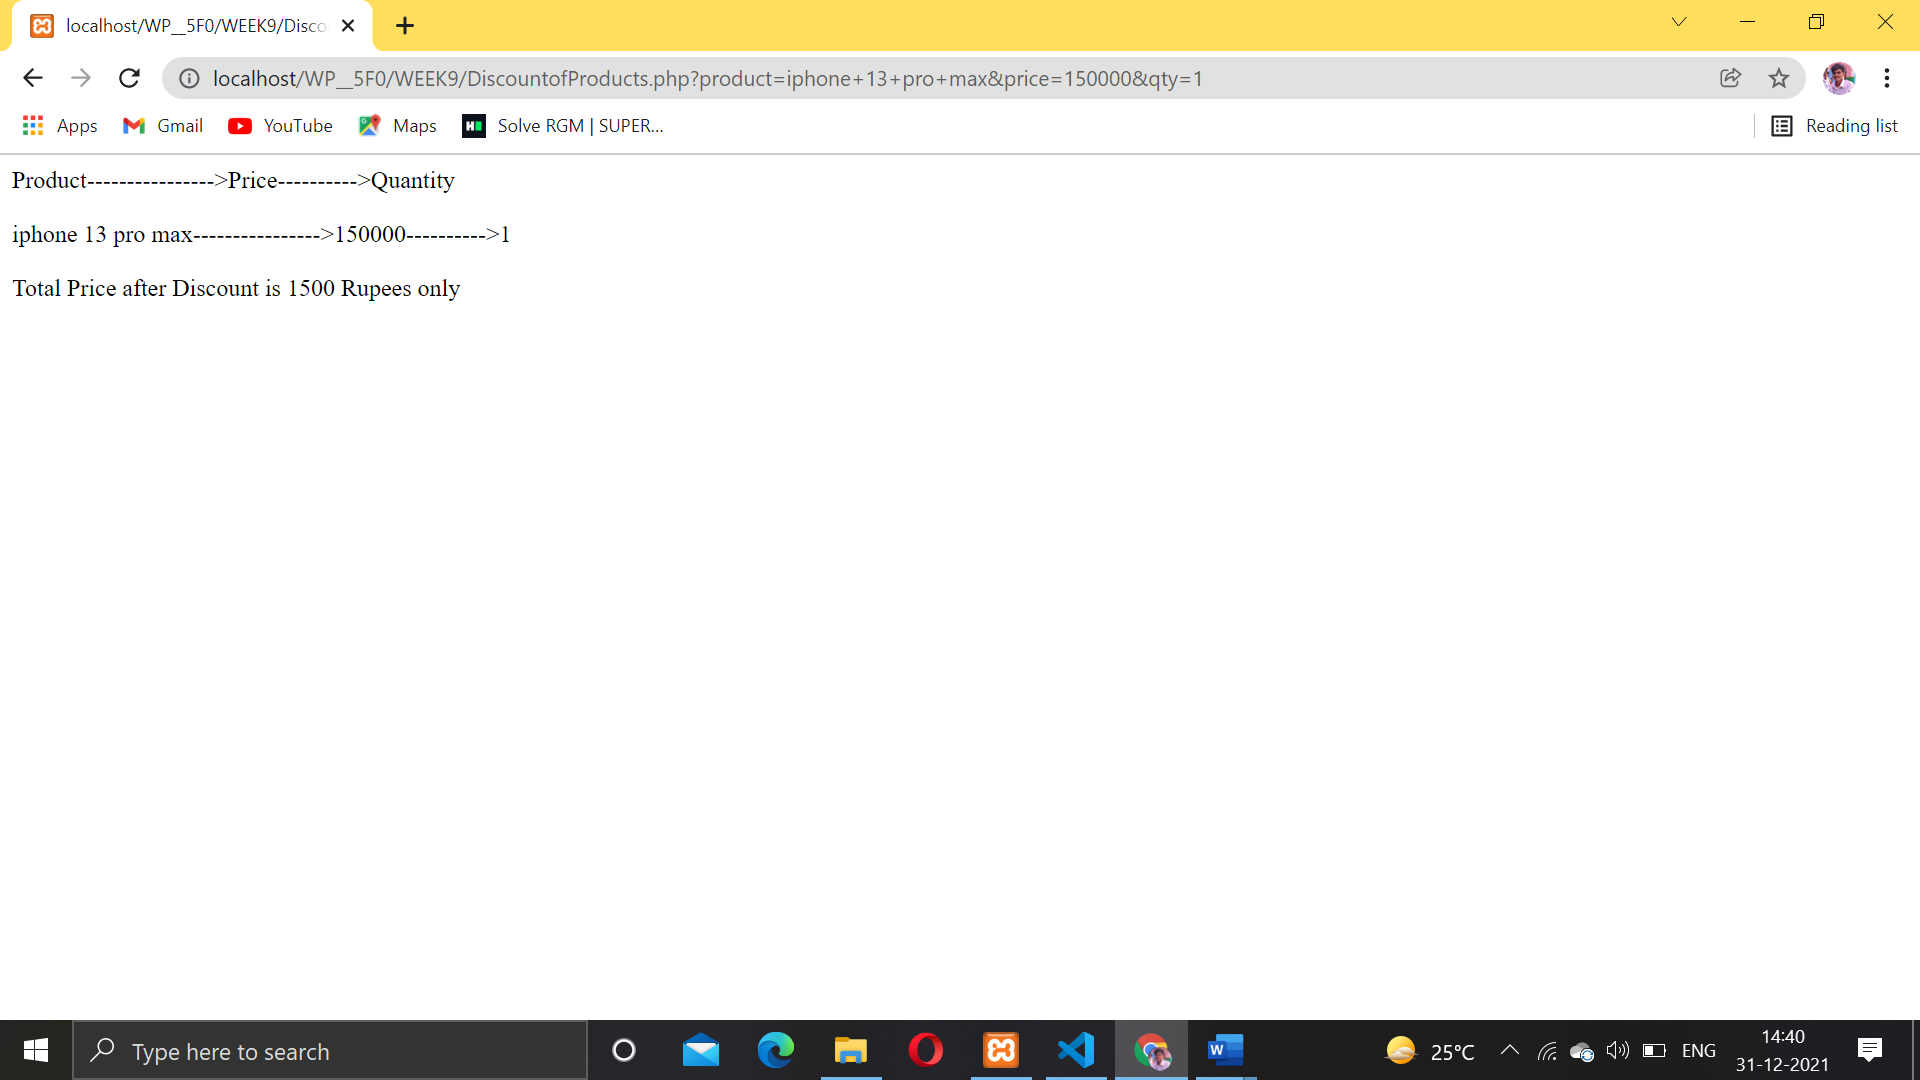 localhost/WP__5F0/WEEK9/Disco
localhost/WP__5F0/WEEK9/DiscountofProducts.php?product=iphone+13+pro+max&price=150000&qty=1
Apps Gmail YouTube Maps Solve RGM | SUPER... Reading list
Product---------------->Price---------->Quantity
iphone 13 pro max---------------->150000---------->1
Total Price after Discount is 1500 Rupees only
Type here to search
25°C
ENG
14:40
31-12-2021